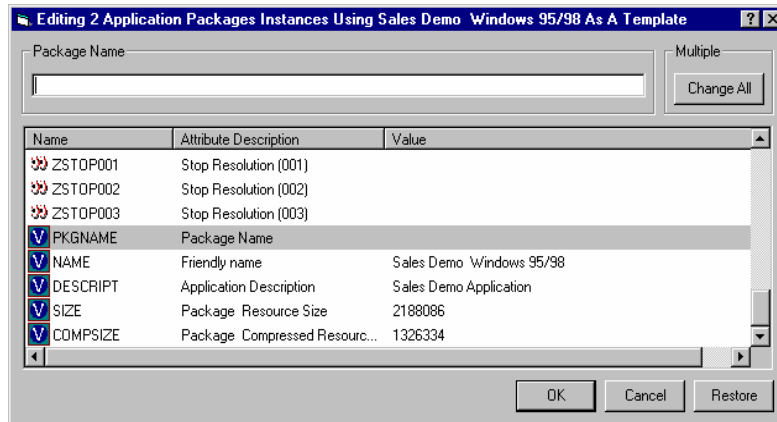 Editing 2 Application Packages Instances Using Sales Demo  Windows 95/98 As A Template
Package Name
Multiple
Change All
Name Attribute Description Value
ZSTOP001 Stop Resolution (001)
ZSTOP002 Stop Resolution (002)
ZSTOP003 Stop Resolution (003)
V PKGNAME Package Name
V NAME Friendly name Sales Demo  Windows 95/98
V DESCRIPT Application Description Sales Demo Application
V SIZE Package  Resource Size 2188086
V COMPSIZE Package  Compressed Resourc... 1326334
OK Cancel Restore